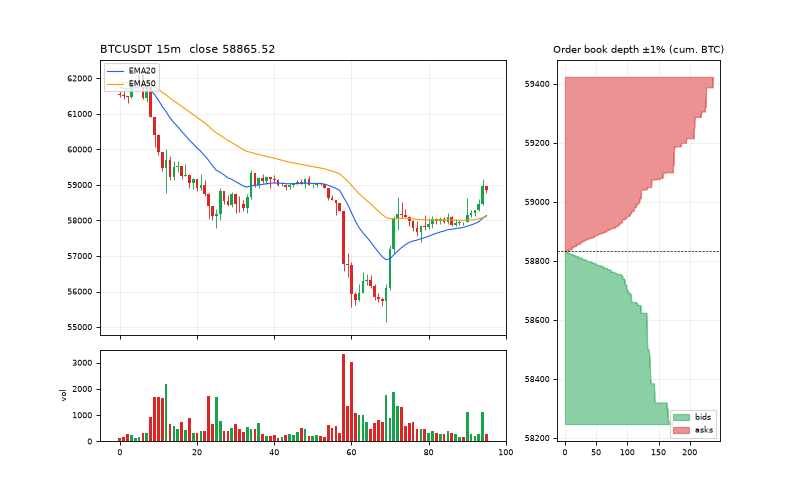 BTCUSDT 15m  close 58865.52
EMA20
EMA50
62000
61000
60000
59000
58000
57000
56000
55000
3000
2000
1000
0
vol
0 20 40 60 80 100
Order book depth ±1% (cum. BTC)
59400
59200
59000
58800
58600
58400
58200
bids
asks
0 50 100 150 200